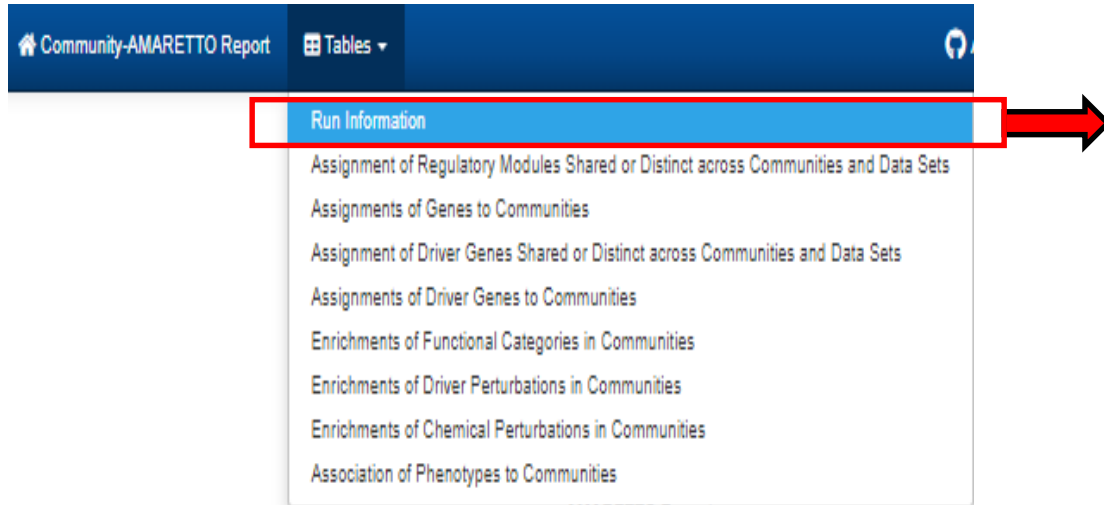 Community-AMARETTO Report Tables
Run Information
Assignment of Regulatory Modules Shared or Distinct across Communities and Data Sets
Assignments of Genes to Communities
Assignment of Driver Genes Shared or Distinct across Communities and Data Sets
Assignments of Driver Genes to Communities
Enrichments of Functional Categories in Communities
Enrichments of Driver Perturbations in Communities
Enrichments of Chemical Perturbations in Communities
Association of Phenotypes to Communities